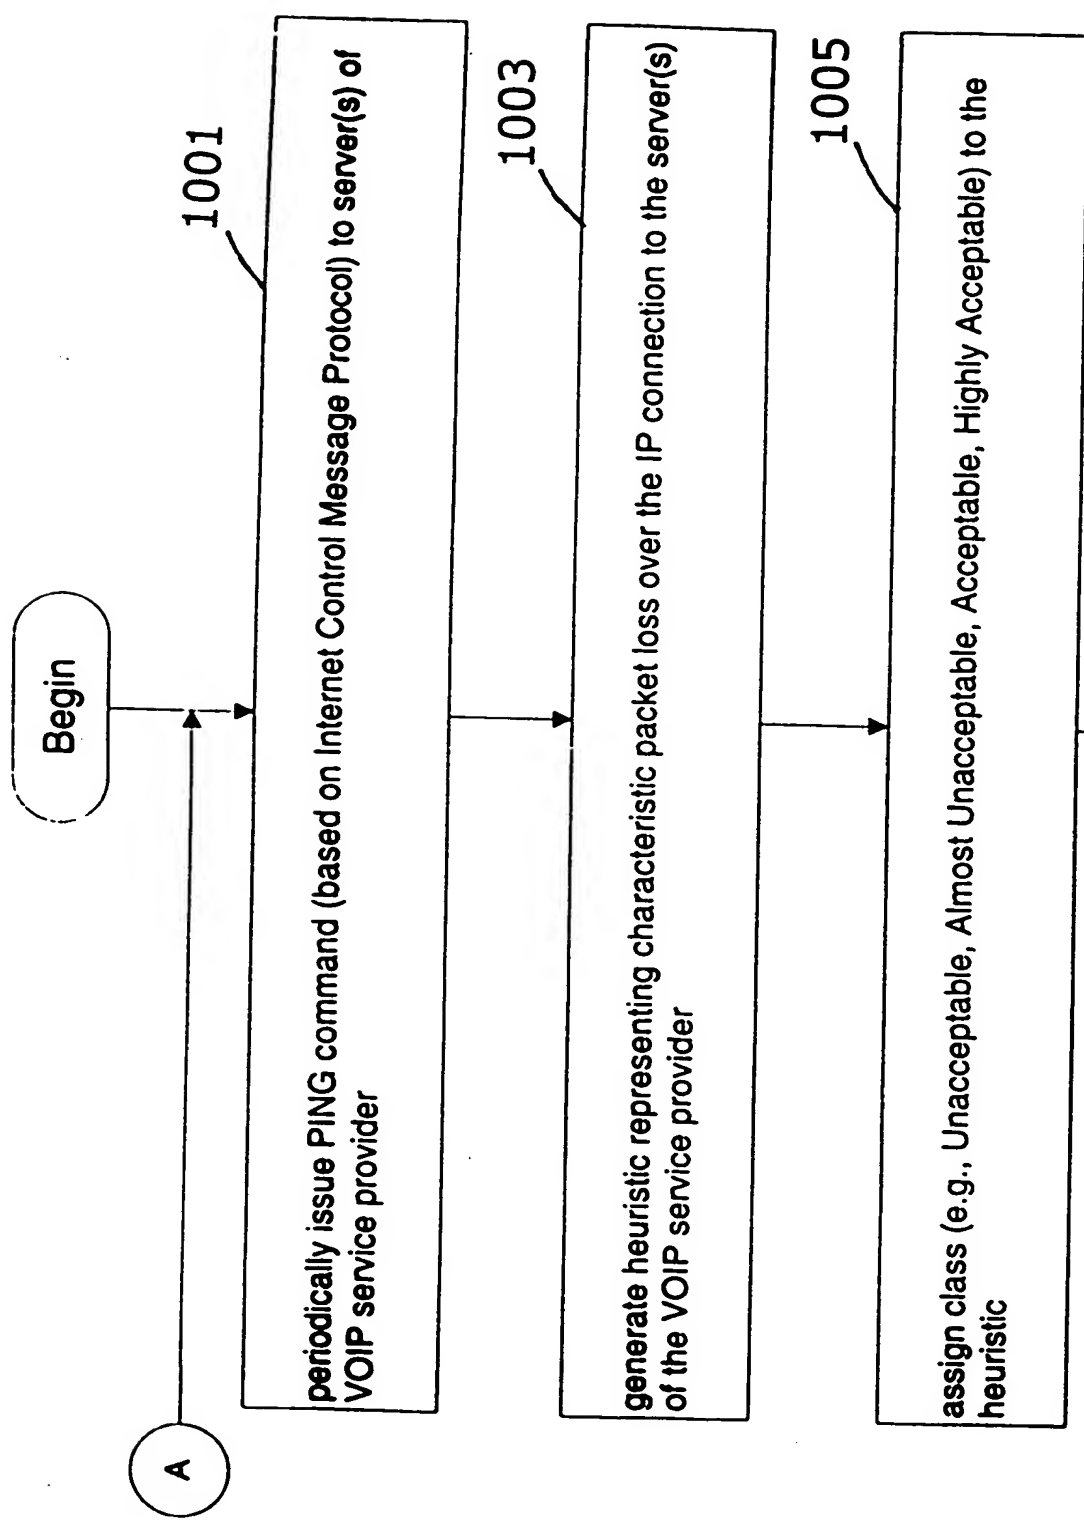 Begin
A
1001
periodically issue PING command (based on Internet Control Message Protocol) to server(s) of
VOIP service provider
1003
generate heuristic representing characteristic packet loss over the IP connection to the server(s)
of the VOIP service provider
1005
assign class (e.g., Unacceptable, Almost Unacceptable, Acceptable, Highly Acceptable) to the
heuristic